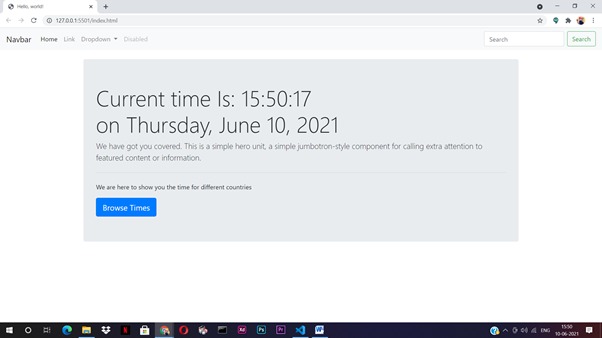 Hello, world!
127.0.0.1:5501/index.html
Navbar Home Link Dropdown Disabled Search Search
Current time Is: 15:50:17
on Thursday, June 10, 2021
We have got you covered. This is a simple hero unit, a simple jumbotron-style component for calling extra attention to
featured content or information.
We are here to show you the time for different countries
Browse Times
Xd Ps Pr W ENG 15:50
10-06-2021